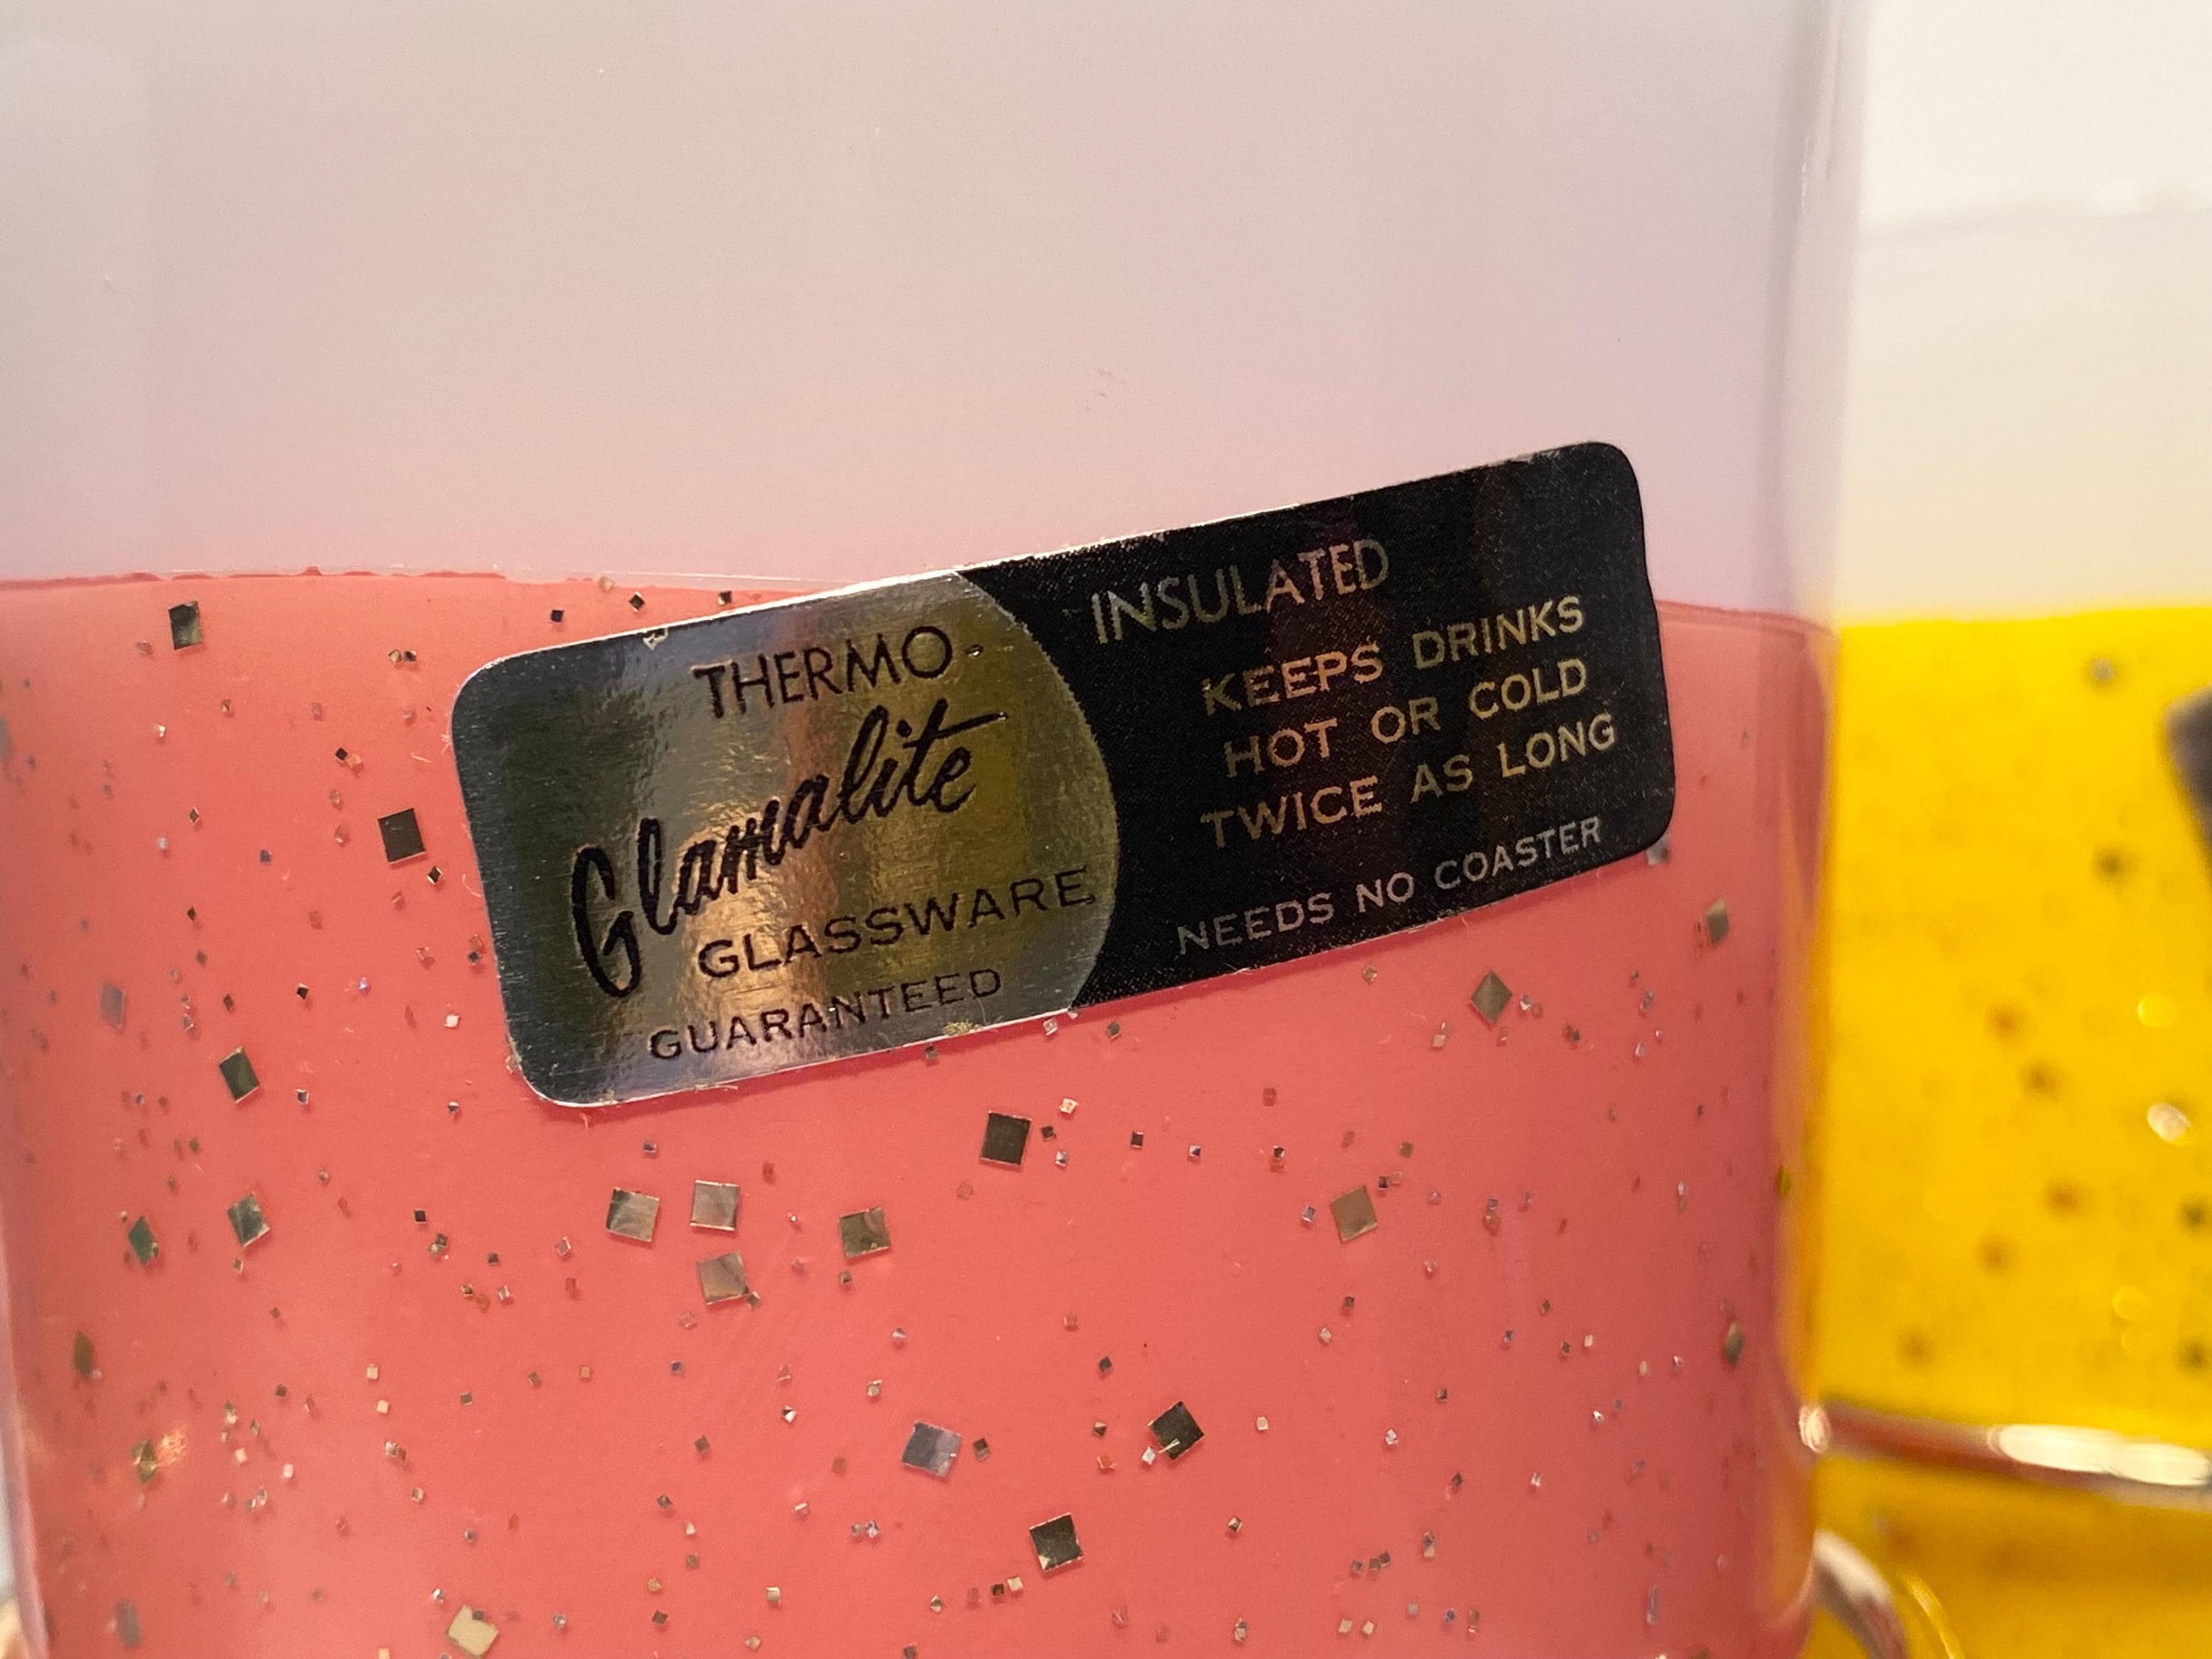 THERMO-
Glamalite
GLASSWARE
GUARANTEED
INSULATED
KEEPS DRINKS
HOT OR COLD
TWICE AS LONG
NEEDS NO COASTER